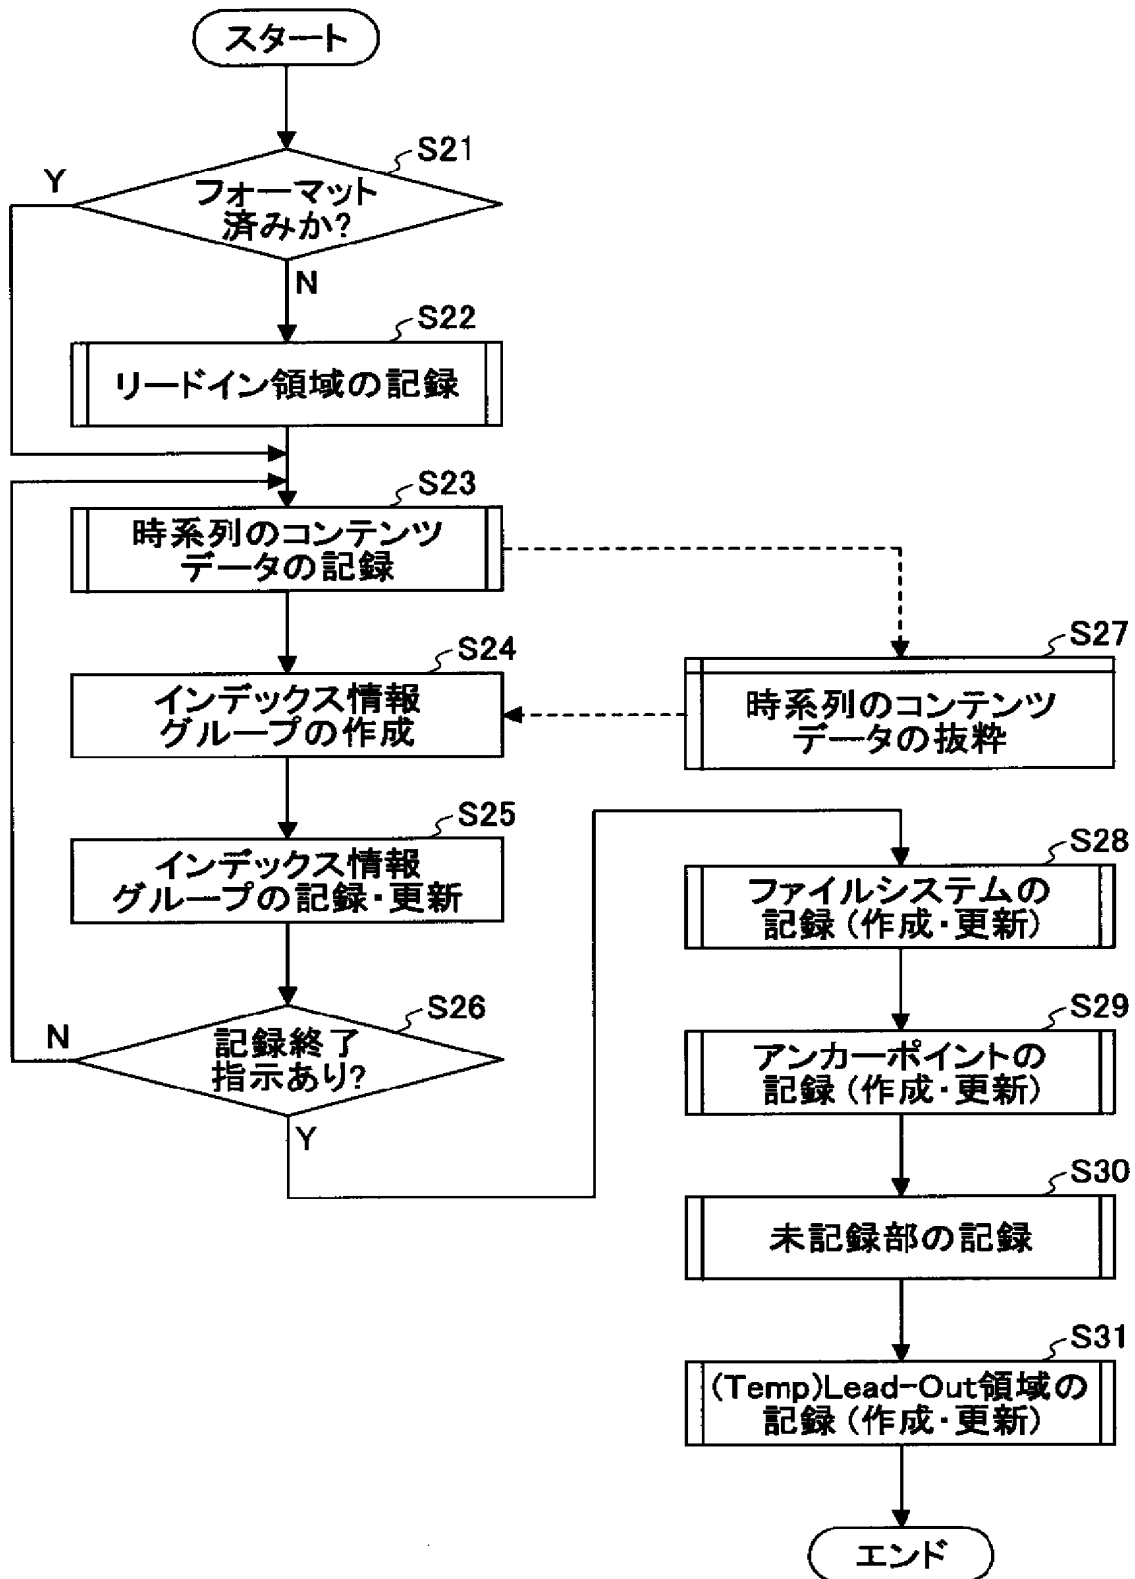 スタート
S21
Y
フォーマット
済みか?
N
S22
リードイン領域の記録
S23
時系列のコンテンツ
データの記録
S24
インデックス情報
グループの作成
S27
時系列のコンテンツ
データの抜粋
S25
インデックス情報
グループの記録・更新
S26
N
記録終了
指示あり?
Y
S28
ファイルシステムの
記録(作成・更新)
S29
アンカーポイントの
記録(作成・更新)
S30
未記録部の記録
S31
(Temp)Lead-Out領域の
記録(作成・更新)
エンド